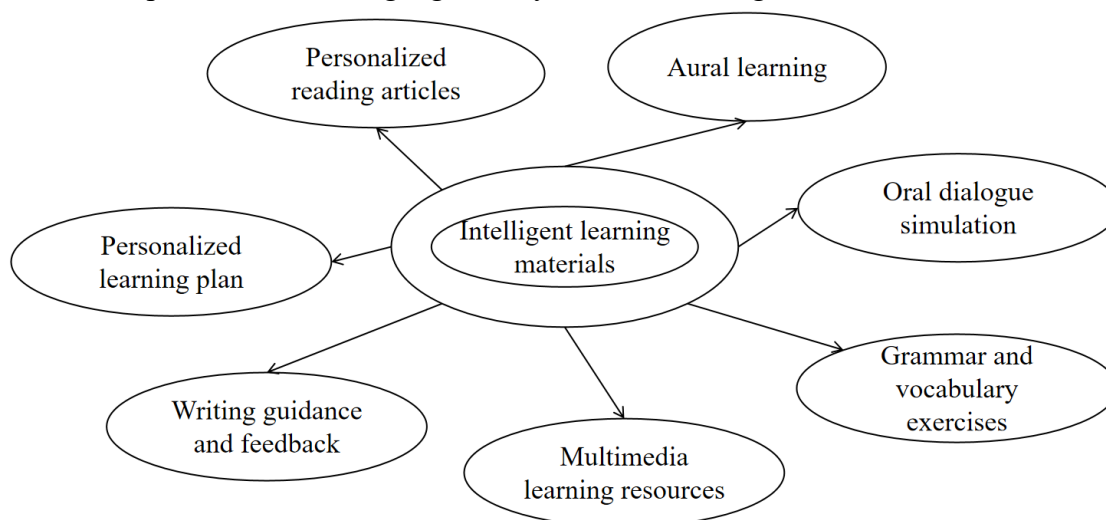 Personalized
reading articles
Aural learning
Oral dialogue
simulation
Intelligent learning
materials
Personalized
learning plan
Grammar and
vocabulary
exercises
Writing guidance
and feedback
Multimedia
learning resources